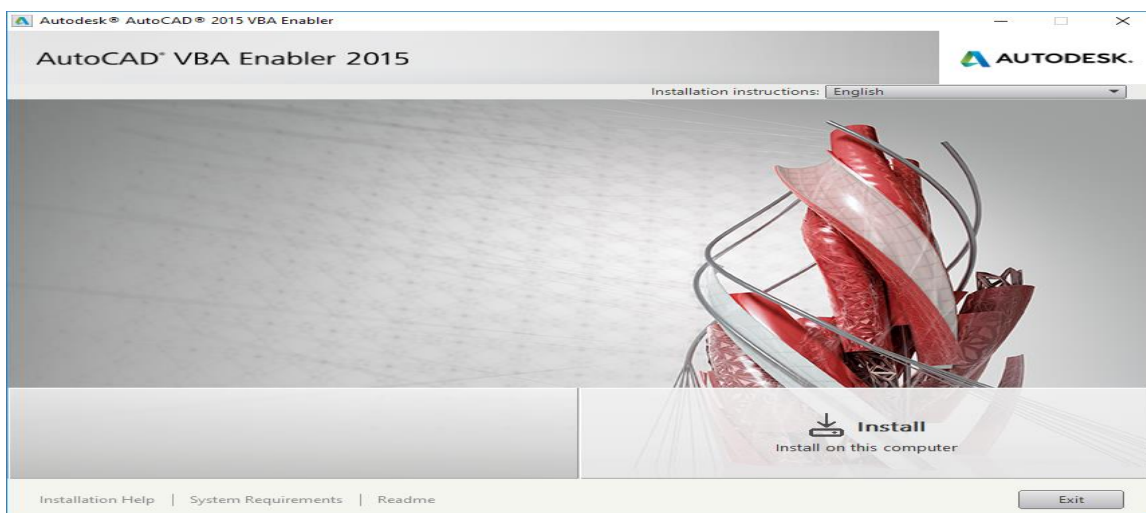 Autodesk® AutoCAD® 2015 VBA Enabler
AutoCAD® VBA Enabler 2015
AUTODESK.
Installation instructions: English
Install
Install on this computer
Installation Help | System Requirements | Readme
Exit